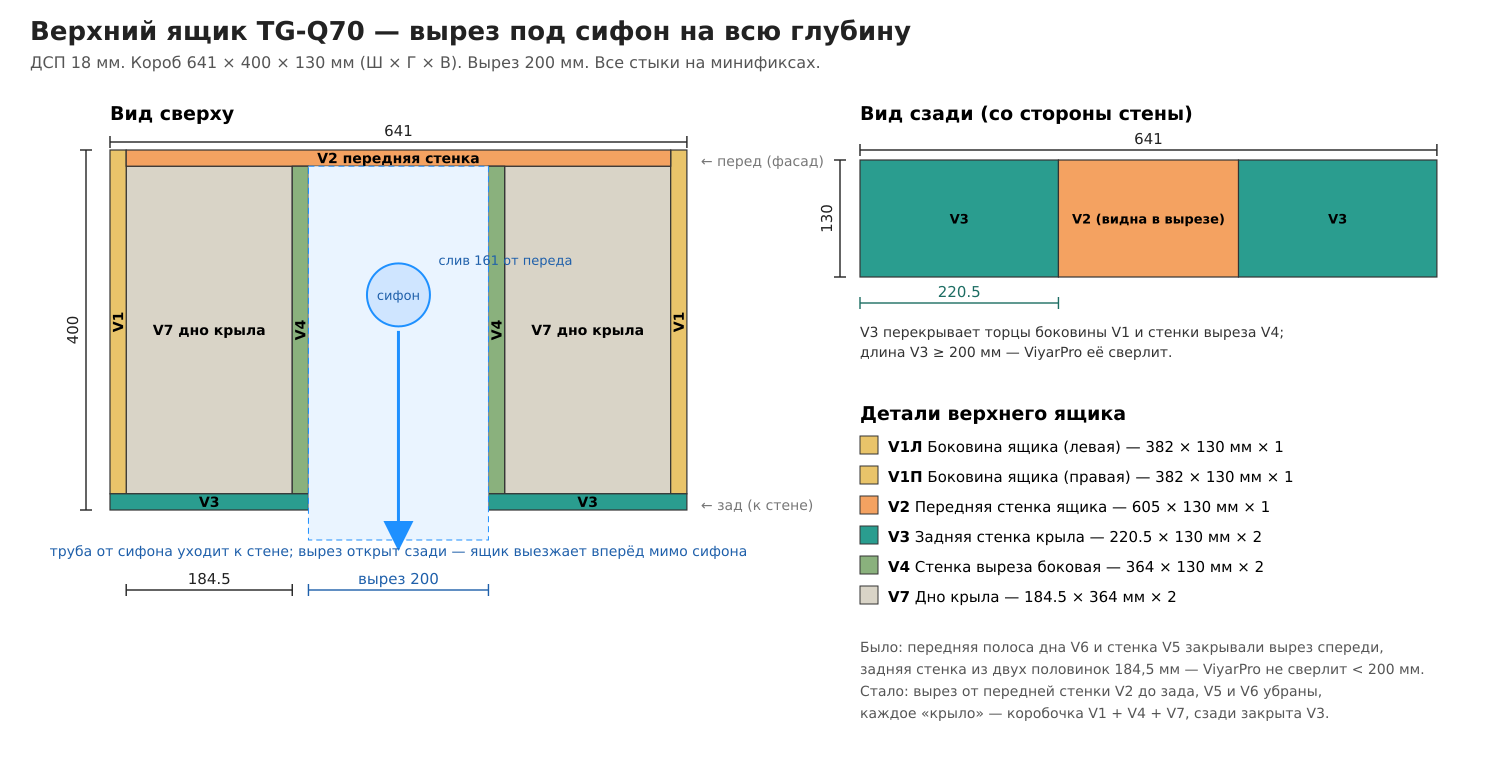 Верхний ящик TG-Q70 — вырез под сифон на всю глубину
ДСП 18 мм. Короб 641 × 400 × 130 мм (Ш × Г × В). Вырез 200 мм. Все стыки на минификсах.
Вид сверху
641
V2 передняя стенка
← перед (фасад)
400
V1
V7 дно крыла
V4
слив 161 от переда
сифон
V4
V7 дно крыла
V1
V3
V3
← зад (к стене)
труба от сифона уходит к стене; вырез открыт сзади — ящик выезжает вперёд мимо сифона
184.5
вырез 200
Вид сзади (со стороны стены)
641
130
V3
V2 (видна в вырезе)
V3
220.5
V3 перекрывает торцы боковины V1 и стенки выреза V4;
длина V3 ≥ 200 мм — ViyarPro её сверлит.
Детали верхнего ящика
V1Л Боковина ящика (левая) — 382 × 130 мм × 1
V1П Боковина ящика (правая) — 382 × 130 мм × 1
V2 Передняя стенка ящика — 605 × 130 мм × 1
V3 Задняя стенка крыла — 220.5 × 130 мм × 2
V4 Стенка выреза боковая — 364 × 130 мм × 2
V7 Дно крыла — 184.5 × 364 мм × 2
Было: передняя полоса дна V6 и стенка V5 закрывали вырез спереди,
задняя стенка из двух половинок 184,5 мм — ViyarPro не сверлит < 200 мм.
Стало: вырез от передней стенки V2 до зада, V5 и V6 убраны,
каждое «крыло» — коробочка V1 + V4 + V7, сзади закрыта V3.